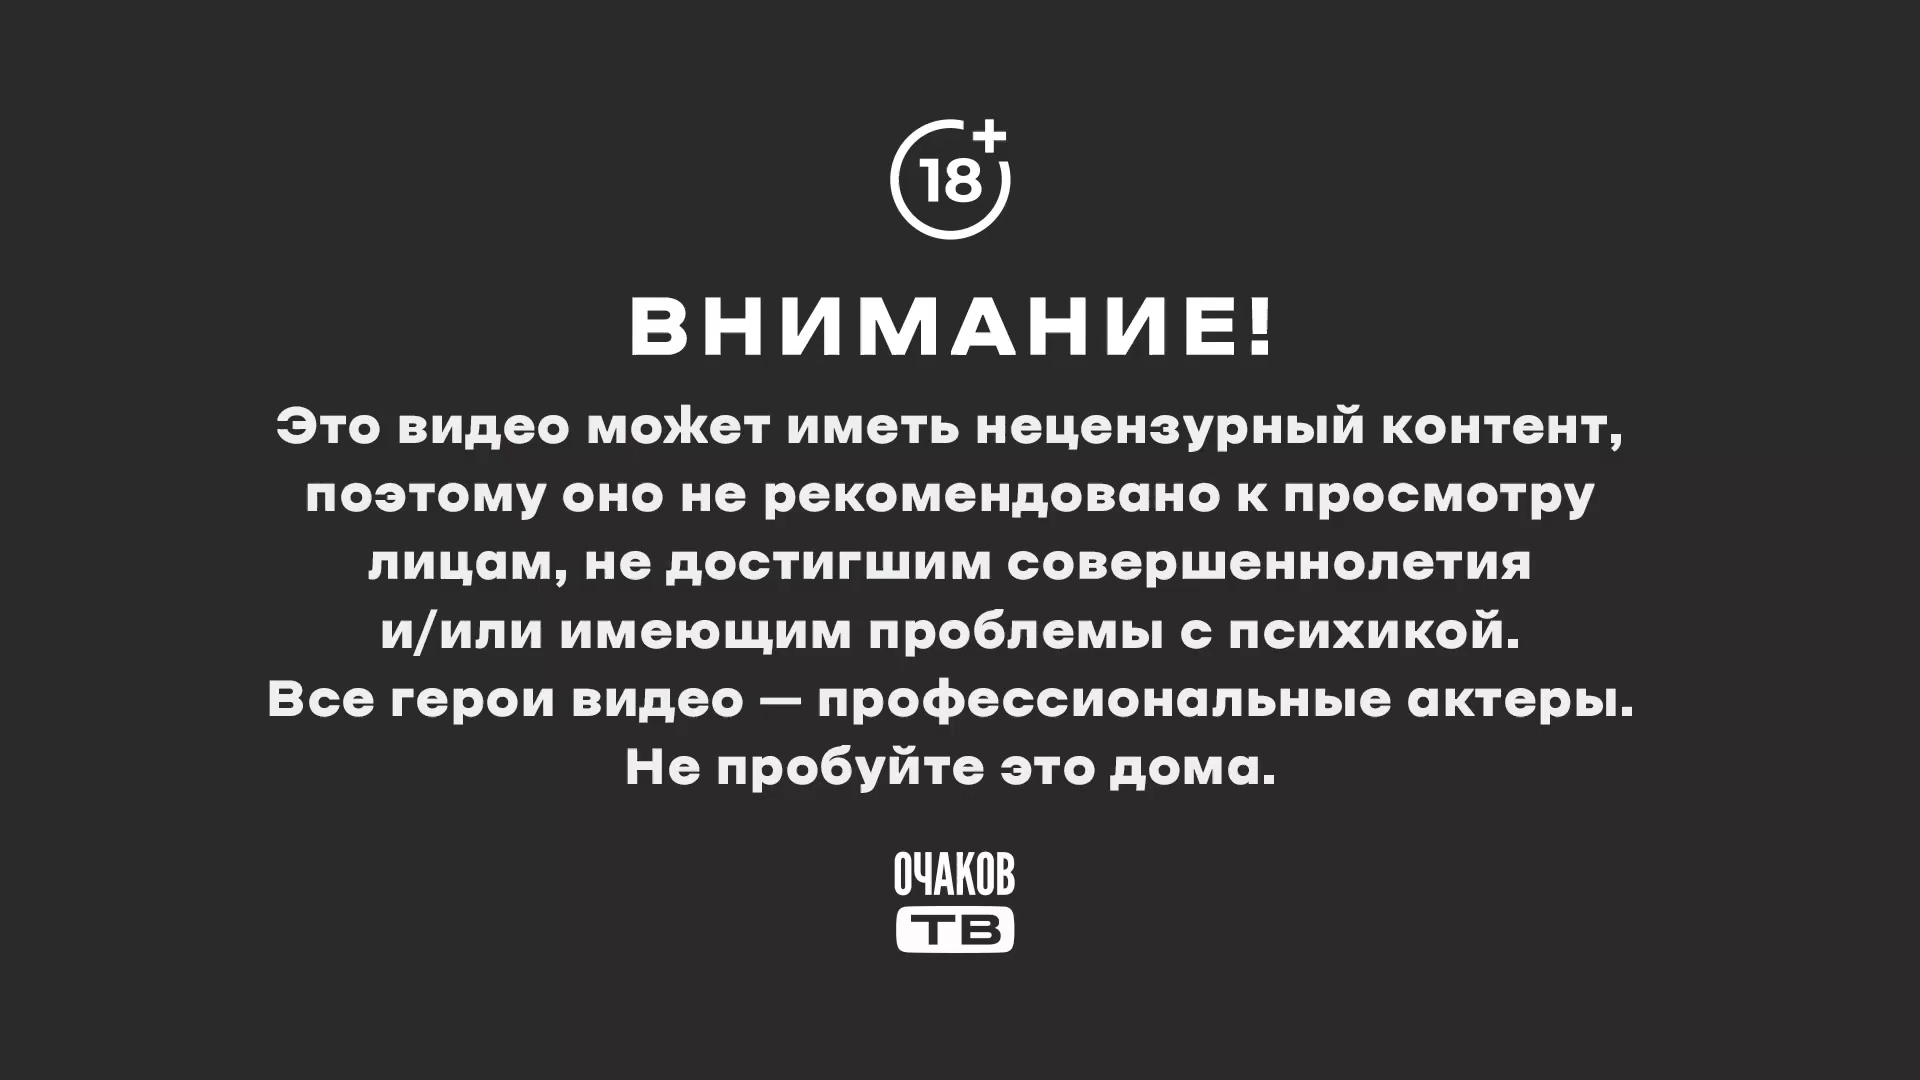 18+
ВНИМАНИЕ!
Это видео может иметь нецензурный контент,
поэтому оно не рекомендовано к просмотру
лицам, не достигшим совершеннолетия
и/или имеющим проблемы с психикой.
Все герои видео — профессиональные актеры.
Не пробуйте это дома.
ОЧАКОВ
ТВ